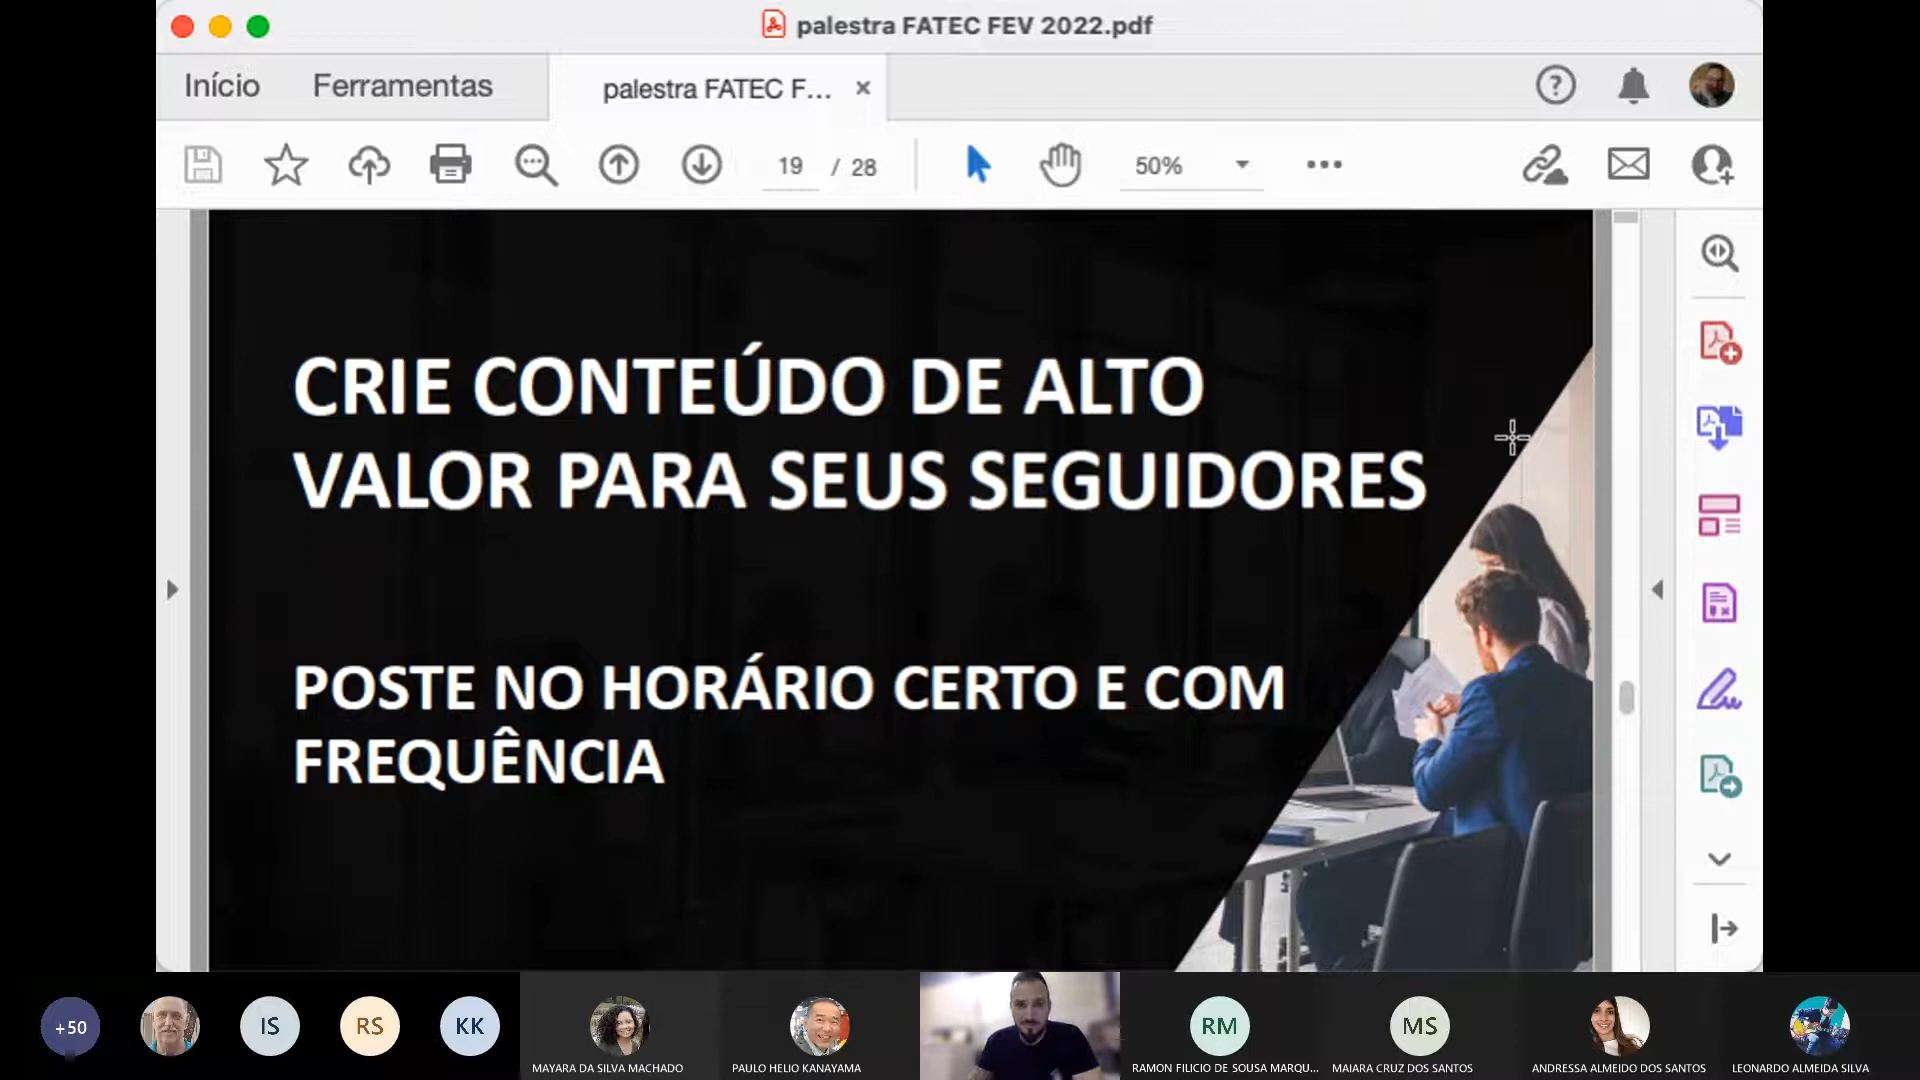 palestra FATEC FEV 2022.pdf
Início
Ferramentas
palestra FATEC F...
19 / 28
50%
CRIE CONTEÚDO DE ALTO
VALOR PARA SEUS SEGUIDORES
POSTE NO HORÁRIO CERTO E COM
FREQUÊNCIA
+50
IS
RS
KK
RM
MS
MAYARA DA SILVA MACHADO
PAULO HELIO KANAYAMA
RAMON FILICIO DE SOUSA MARQU...
MAIARA CRUZ DOS SANTOS
ANDRESSA ALMEIDO DOS SANTOS
LEONARDO ALMEIDA SILVA